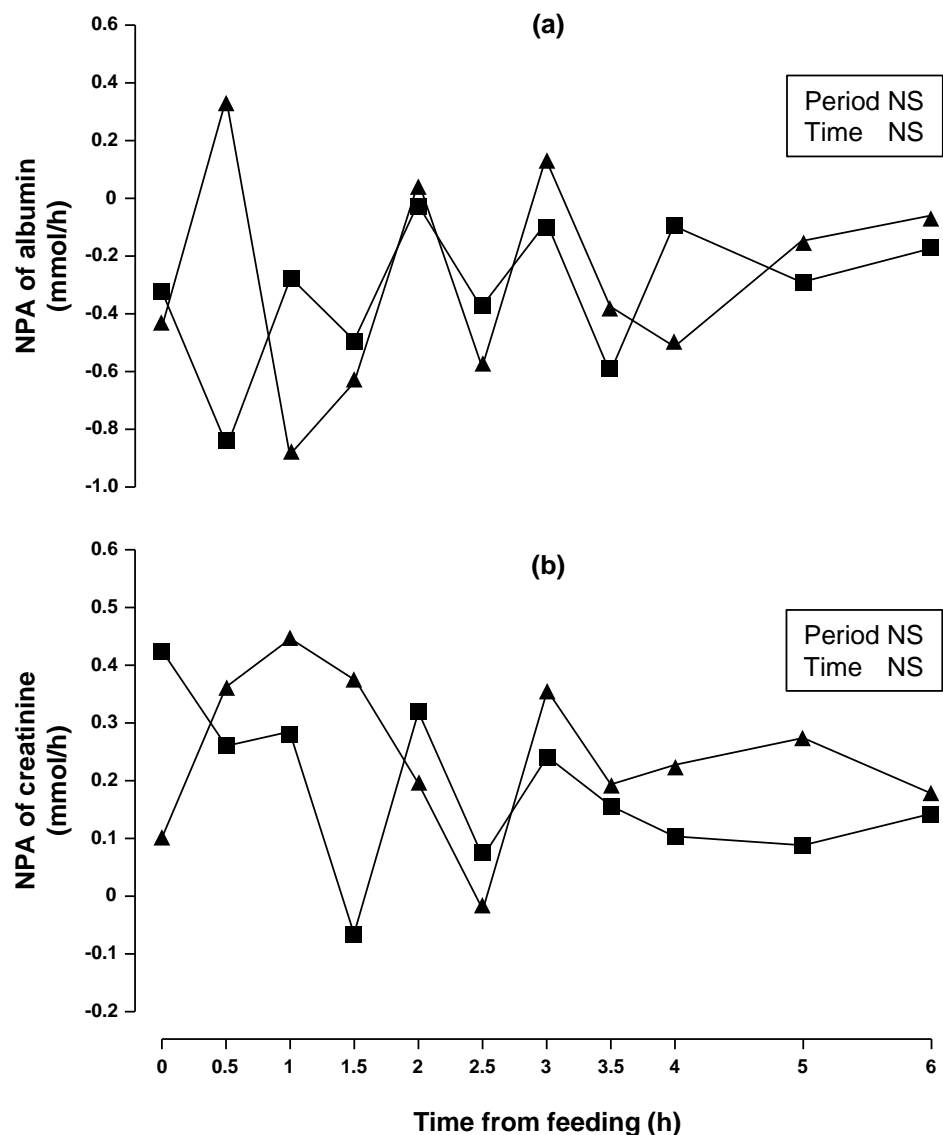 (a)
0.6
0.4
0.2
0
-0.2
-0.4
-0.6
-0.8
-1.0
NPA of albumin
(mmol/h)
Period NS
Time NS
(b)
0.6
0.5
0.4
0.3
0.2
0.1
0
-0.1
-0.2
NPA of creatinine
(mmol/h)
Period NS
Time NS
0 0.5 1 1.5 2 2.5 3 3.5 4 5 6
Time from feeding (h)